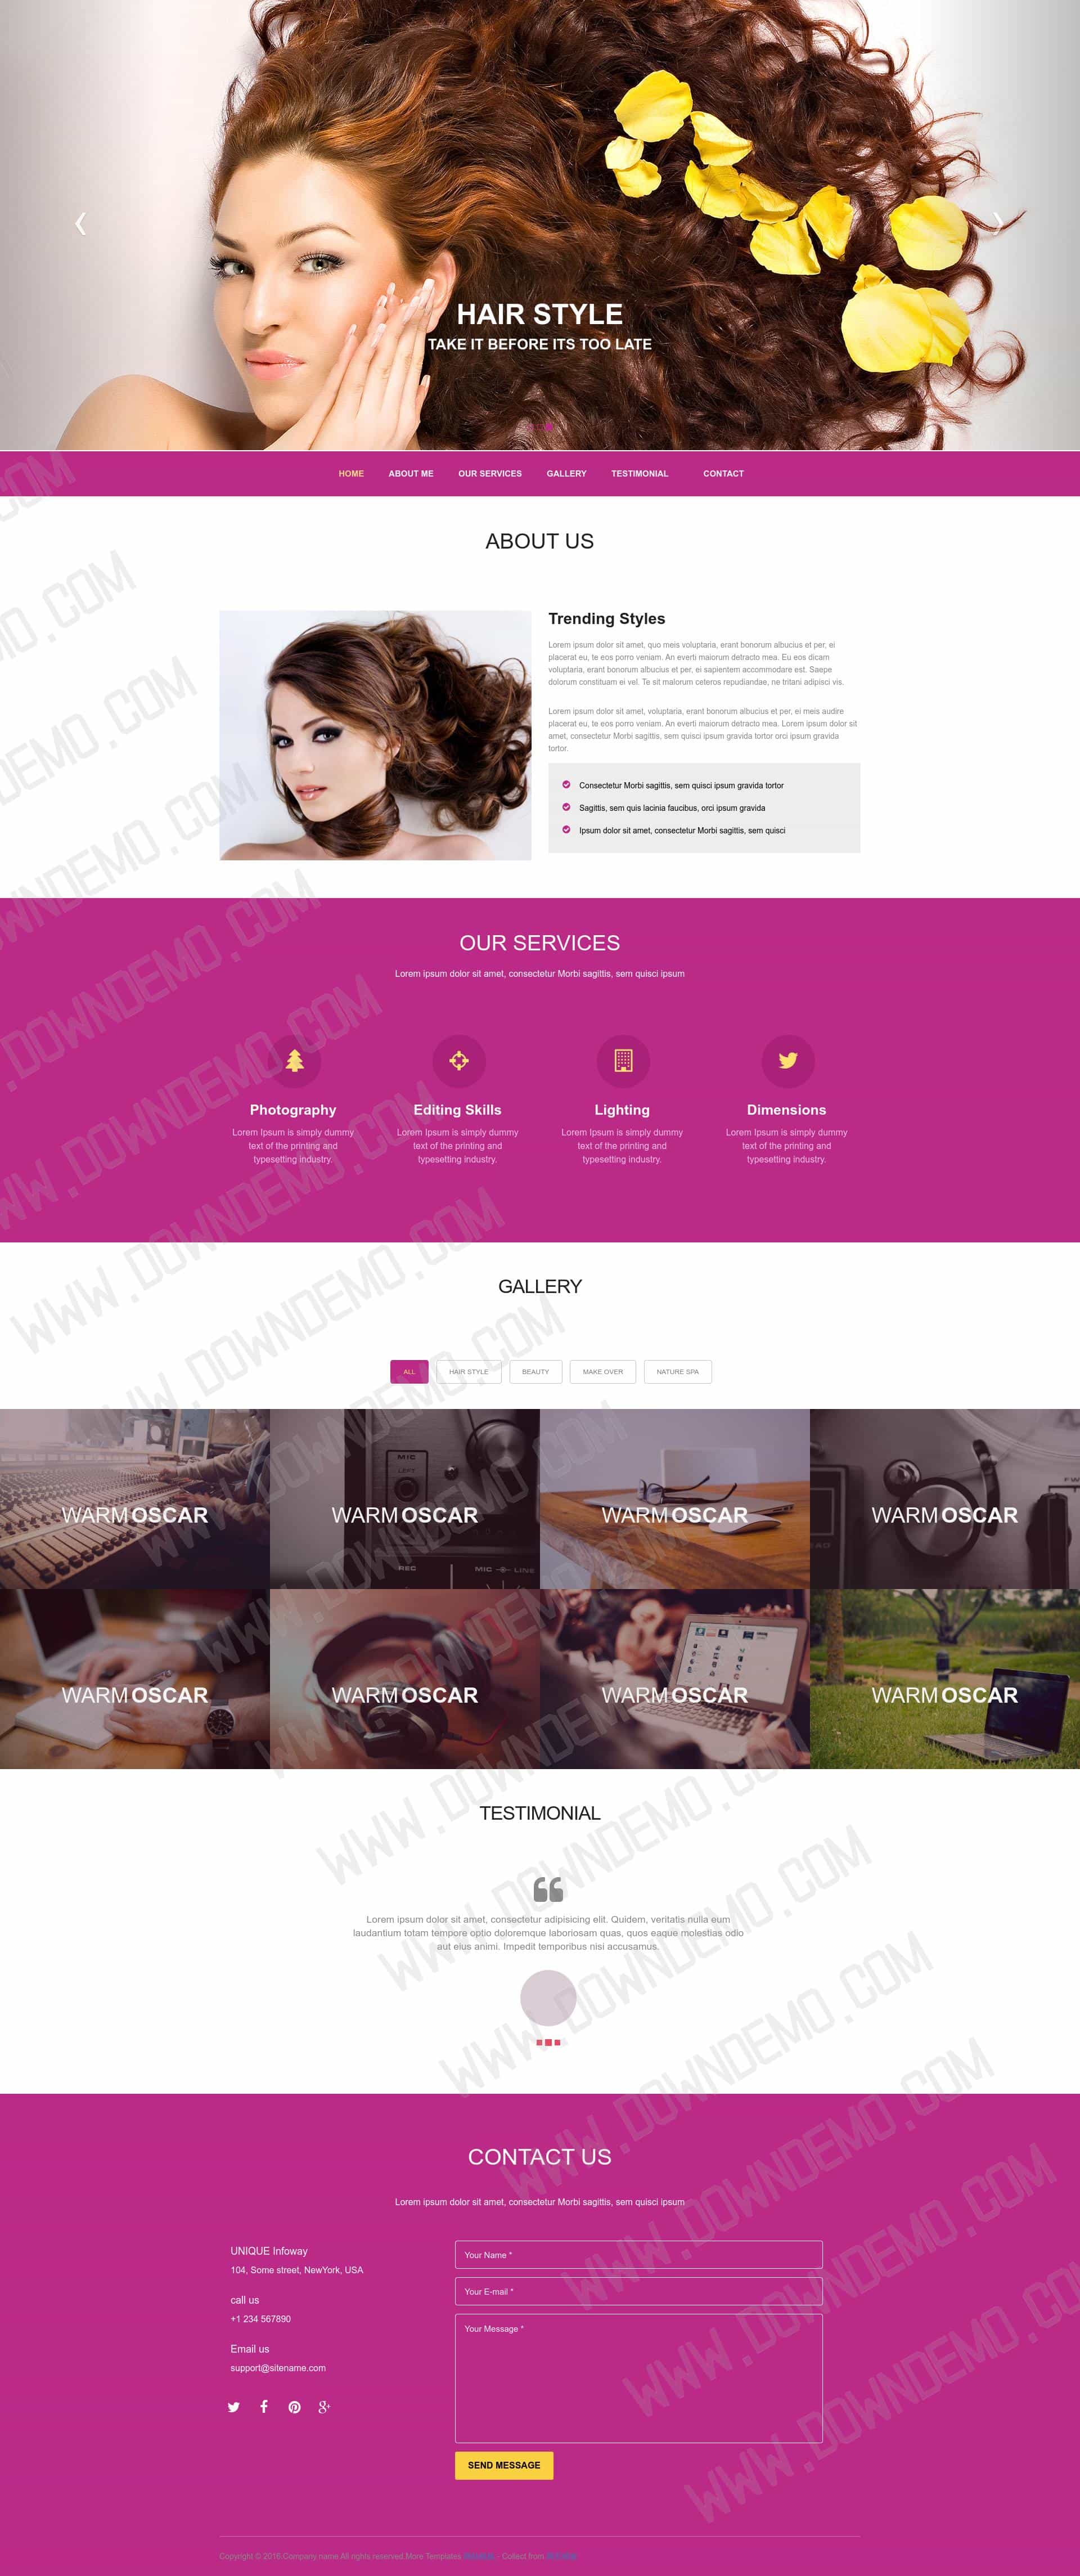 HAIR STYLE
TAKE IT BEFORE ITS TOO LATE
HOME ABOUT ME OUR SERVICES GALLERY TESTIMONIAL CONTACT
ABOUT US
Trending Styles
Lorem ipsum dolor sit amet, quo meis voluptaria, erant bonorum albucius et per, ei
placerat eu, te eos porro veniam. An everti maiorum detracto mea. Eu eos dicam
voluptaria, erant bonorum albucius et per, ei sapientem accommodare est. Saepe
dolorum constituam ei vel. Te sit malorum ceteros repudiandae, ne tritani adipisci vis.
Lorem ipsum dolor sit amet, voluptaria, erant bonorum albucius et per, ei meis audire
placerat eu, te eos porro veniam. An everti maiorum detracto mea. Lorem ipsum dolor sit
amet, consectetur Morbi sagittis, sem quisci ipsum gravida tortor orci ipsum gravida
tortor.
Consectetur Morbi sagittis, sem quisci ipsum gravida tortor
Sagittis, sem quis lacinia faucibus, orci ipsum gravida
Ipsum dolor sit amet, consectetur Morbi sagittis, sem quisci
OUR SERVICES
Lorem ipsum dolor sit amet, consectetur Morbi sagittis, sem quisci ipsum
Photography Editing Skills Lighting Dimensions
Lorem Ipsum is simply dummy Lorem Ipsum is simply dummy Lorem Ipsum is simply dummy Lorem Ipsum is simply dummy
text of the printing and text of the printing and text of the printing and text of the printing and
typesetting industry. typesetting industry. typesetting industry. typesetting industry.
GALLERY
ALL HAIR STYLE BEAUTY MAKE OVER NATURE SPA
MIC
LEFT
WARM OSCAR WARM OSCAR WARM OSCAR WARM OSCAR
REC MIC LINE
WARM OSCAR WARM OSCAR WARM OSCAR WARM OSCAR
TESTIMONIAL
Lorem ipsum dolor sit amet, consectetur adipisicing elit. Quidem, veritatis nulla eum
laudantium totam tempore optio doloremque laboriosam quas, quos eaque molestias odio
aut eius animi. Impedit temporibus nisi accusamus.
CONTACT US
Lorem ipsum dolor sit amet, consectetur Morbi sagittis, sem quisci ipsum
UNIQUE Infoway
104, Some street, NewYork, USA
call us
+1 234 567890
Email us
support@sitename.com
Your Name *
Your E-mail *
Your Message *
SEND MESSAGE
Copyright © 2016.Company name All rights reserved.More Templates - Collect from
WWW.DOWNDEMO.COM